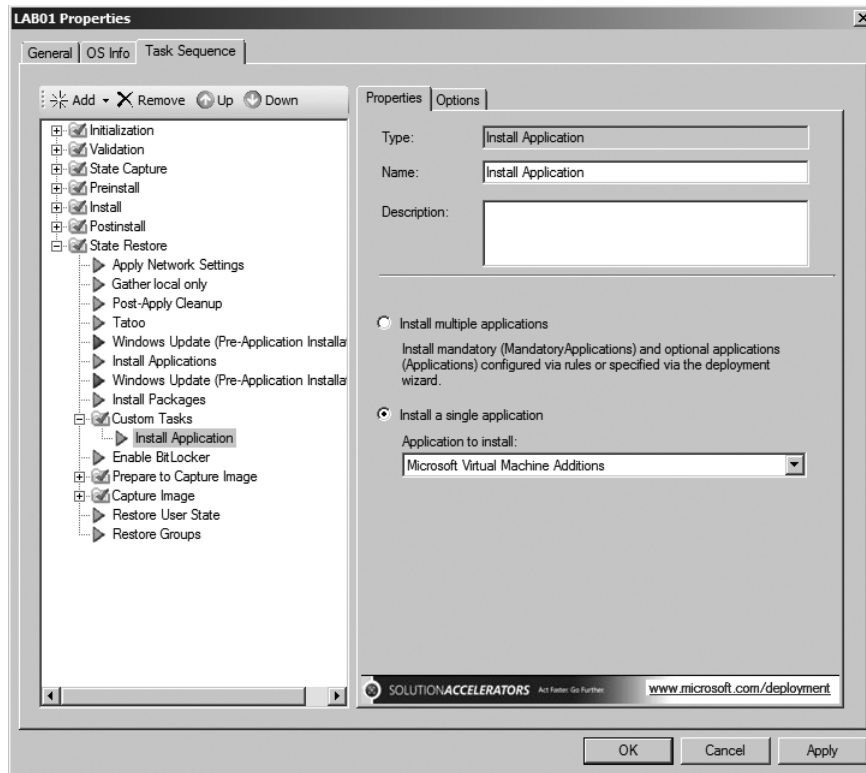 LAB01 Properties
General
OS Info
Task Sequence
Add
Remove
Up
Down
Initialization
Validation
State Capture
Preinstall
Install
Postinstall
State Restore
Apply Network Settings
Gather local only
Post-Apply Cleanup
Tatoo
Windows Update (Pre-Application Installa
Install Applications
Windows Update (Pre-Application Installa
Install Packages
Custom Tasks
Install Application
Enable BitLocker
Prepare to Capture Image
Capture Image
Restore User State
Restore Groups
Properties
Options
Type:
Install Application
Name:
Install Application
Description:
Install multiple applications
Install mandatory (MandatoryApplications) and optional applications
(Applications) configured via rules or specified via the deployment
wizard.
Install a single application
Application to install:
Microsoft Virtual Machine Additions
SOLUTIONACCELERATORS Act Faster. Go Further.
www.microsoft.com/deployment
OK
Cancel
Apply